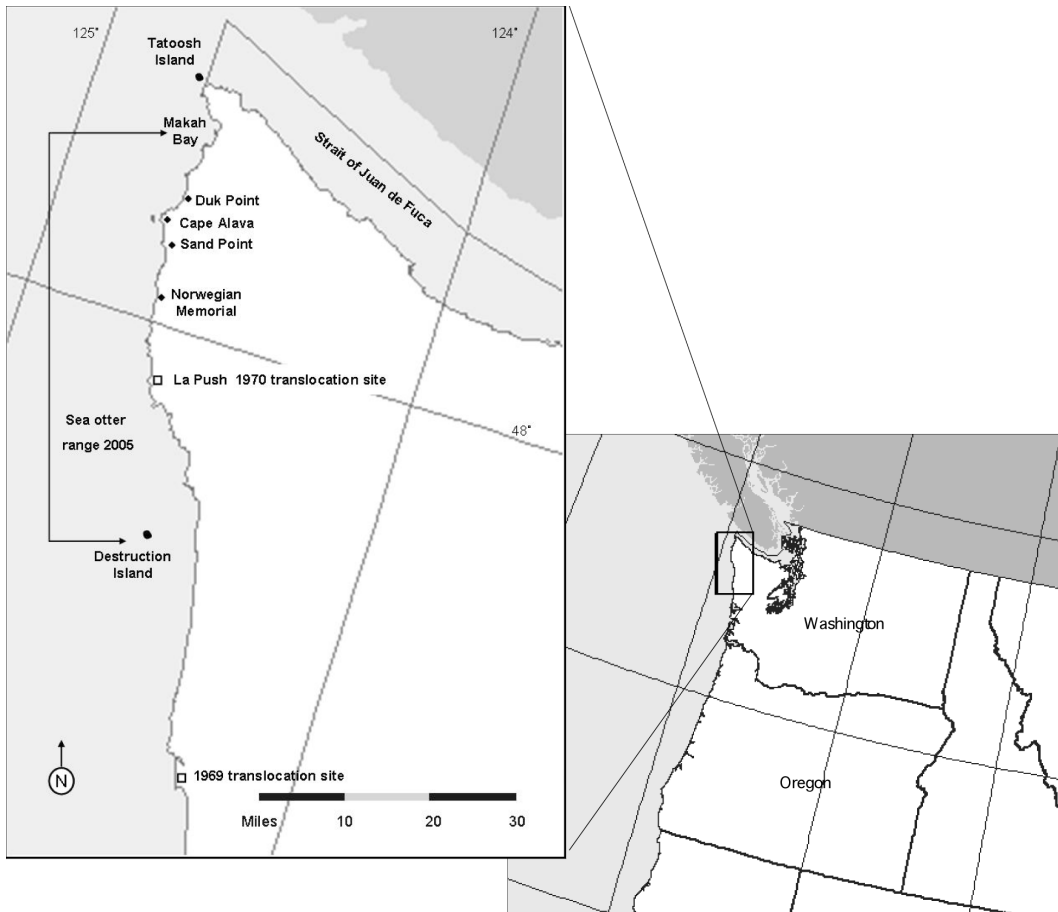 125°
124°
Tatoosh
Island
Makah
Bay
Strait of Juan de Fuca
Duk Point
Cape Alava
Sand Point
Norwegian
Memorial
La Push 1970 translocation site
Sea otter
range 2005
48°
Destruction
Island
N
1969 translocation site
Miles 10 20 30
Washington
Oregon